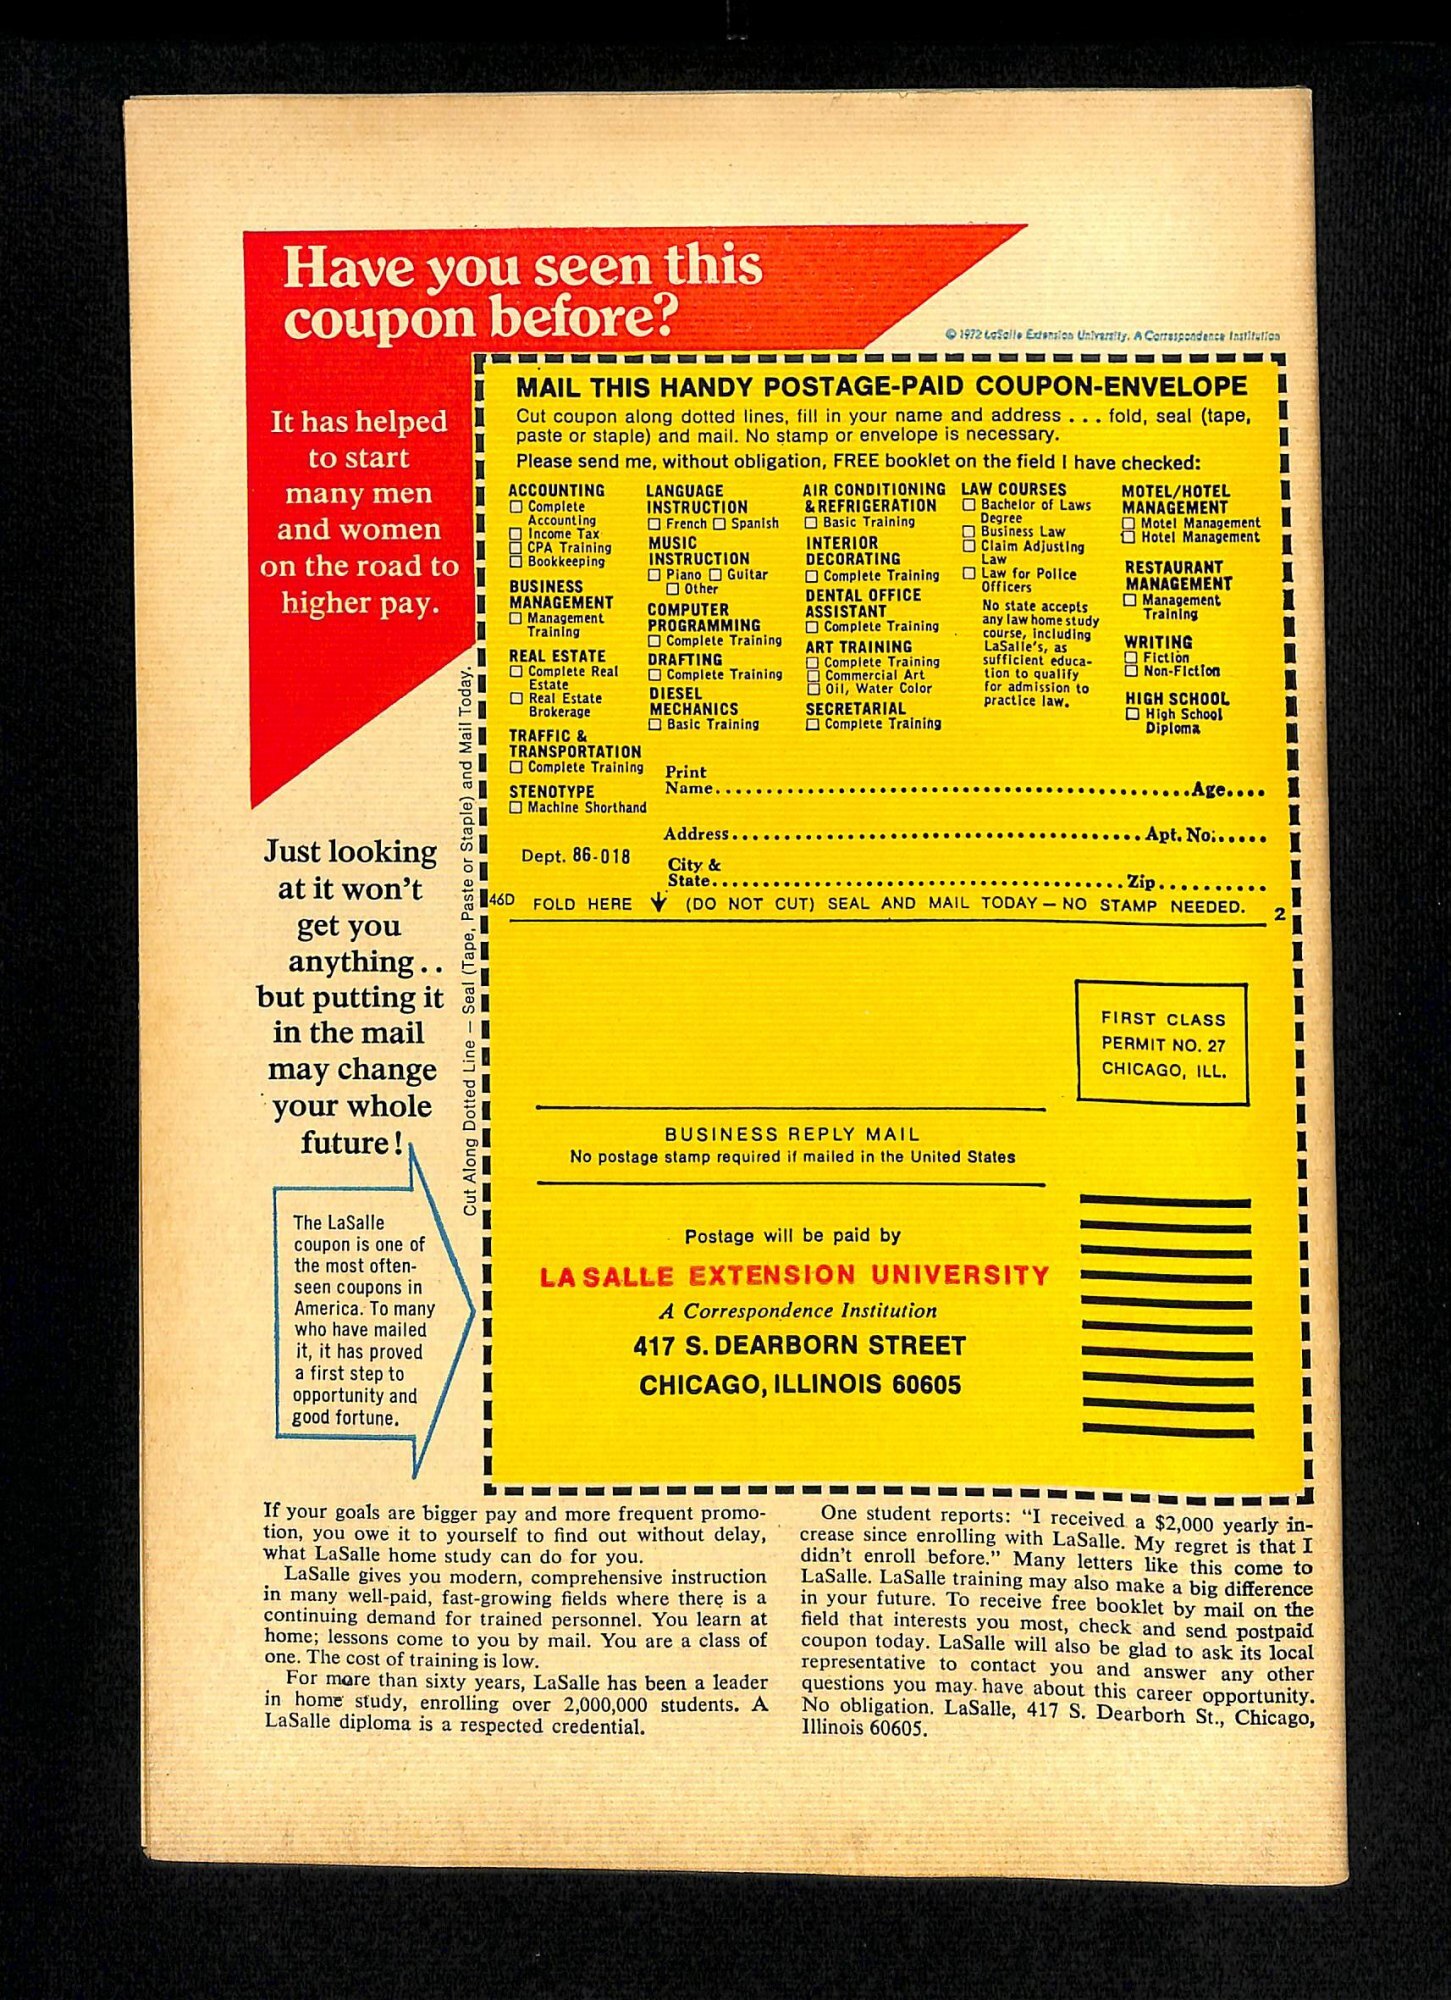 Have you seen this
coupon before?
© 1972 LaSalle Extension University, A Correspondence Institution
It has helped
to start
many men
and women
on the road to
higher pay.
Just looking
at it won't
get you
anything..
but putting it
in the mail
may change
your whole
future!
The LaSalle
coupon is one of
the most often-
seen coupons in
America. To many
who have mailed
it, it has proved
a first step to
opportunity and
good fortune.
Cut Along Dotted Line — Seal (Tape, Paste or Staple) and Mail Today.
MAIL THIS HANDY POSTAGE-PAID COUPON-ENVELOPE
Cut coupon along dotted lines, fill in your name and address ... fold, seal (tape,
paste or staple) and mail. No stamp or envelope is necessary.
Please send me, without obligation, FREE booklet on the field I have checked:
ACCOUNTING
☐ Complete
Accounting
☐ Income Tax
☐ CPA Training
☐ Bookkeeping
BUSINESS
MANAGEMENT
☐ Management
Training
REAL ESTATE
☐ Complete Real
Estate
☐ Real Estate
Brokerage
TRAFFIC &
TRANSPORTATION
☐ Complete Training
STENOTYPE
☐ Machine Shorthand
LANGUAGE
INSTRUCTION
☐ French ☐ Spanish
MUSIC
INSTRUCTION
☐ Piano ☐ Guitar
☐ Other
COMPUTER
PROGRAMMING
☐ Complete Training
DRAFTING
☐ Complete Training
DIESEL
MECHANICS
☐ Basic Training
AIR CONDITIONING
& REFRIGERATION
☐ Basic Training
INTERIOR
DECORATING
☐ Complete Training
DENTAL OFFICE
ASSISTANT
☐ Complete Training
ART TRAINING
☐ Complete Training
☐ Commercial Art
☐ Oil, Water Color
SECRETARIAL
☐ Complete Training
LAW COURSES
☐ Bachelor of Laws
Degree
☐ Business Law
☐ Claim Adjusting
Law
☐ Law for Police
Officers
No state accepts
any law home study
course, including
LaSalle's, as
sufficient educa-
tion to qualify
for admission to
practice law.
MOTEL/HOTEL
MANAGEMENT
☐ Motel Management
☐ Hotel Management
RESTAURANT
MANAGEMENT
☐ Management
Training
WRITING
☐ Fiction
☐ Non-Fiction
HIGH SCHOOL
☐ High School
Diploma
Print
Name..........Age....
Address..........Apt. No......
Dept. 86-018
City &
State..........Zip..........
46D FOLD HERE ↓ (DO NOT CUT) SEAL AND MAIL TODAY — NO STAMP NEEDED. 2
FIRST CLASS
PERMIT NO. 27
CHICAGO, ILL.
BUSINESS REPLY MAIL
No postage stamp required if mailed in the United States
Postage will be paid by
LA SALLE EXTENSION UNIVERSITY
A Correspondence Institution
417 S. DEARBORN STREET
CHICAGO, ILLINOIS 60605
If your goals are bigger pay and more frequent promo-
tion, you owe it to yourself to find out without delay,
what LaSalle home study can do for you.
LaSalle gives you modern, comprehensive instruction
in many well-paid, fast-growing fields where there is a
continuing demand for trained personnel. You learn at
home; lessons come to you by mail. You are a class of
one. The cost of training is low.
For more than sixty years, LaSalle has been a leader
in home study, enrolling over 2,000,000 students. A
LaSalle diploma is a respected credential.
One student reports: "I received a $2,000 yearly in-
crease since enrolling with LaSalle. My regret is that I
didn't enroll before." Many letters like this come to
LaSalle. LaSalle training may also make a big difference
in your future. To receive free booklet by mail on the
field that interests you most, check and send postpaid
coupon today. LaSalle will also be glad to ask its local
representative to contact you and answer any other
questions you may have about this career opportunity.
No obligation. LaSalle, 417 S. Dearborn St., Chicago,
Illinois 60605.